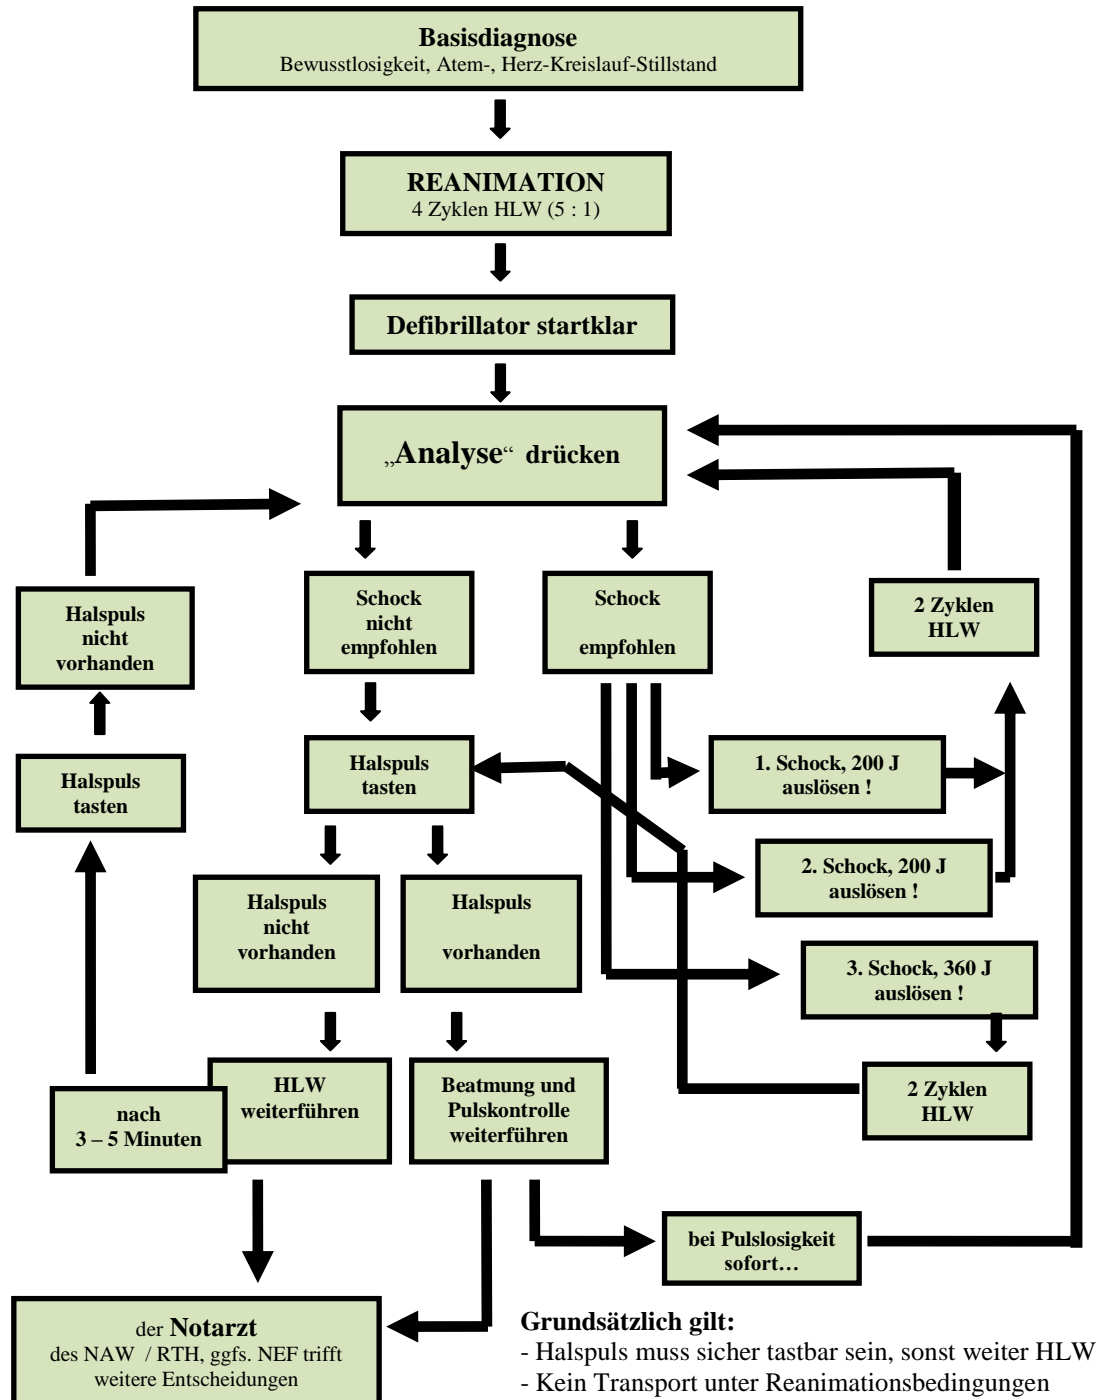 Basisdiagnose
Bewusstlosigkeit, Atem-, Herz-Kreislauf-Stillstand
REANIMATION
4 Zyklen HLW (5 : 1)
Defibrillator startklar
„Analyse“ drücken
Halspuls
nicht
vorhanden
Schock
nicht
empfohlen
Schock
empfohlen
2 Zyklen
HLW
Halspuls
tasten
Halspuls
tasten
1. Schock, 200 J
auslösen !
2. Schock, 200 J
auslösen !
Halspuls
nicht
vorhanden
Halspuls
vorhanden
3. Schock, 360 J
auslösen !
nach
3 – 5 Minuten
HLW
weiterführen
Beatmung und
Pulskontrolle
weiterführen
2 Zyklen
HLW
bei Pulslosigkeit
sofort…
der Notarzt
des NAW / RTH, ggfs. NEF trifft
weitere Entscheidungen
Grundsätzlich gilt:
- Halspuls muss sicher tastbar sein, sonst weiter HLW
- Kein Transport unter Reanimationsbedingungen